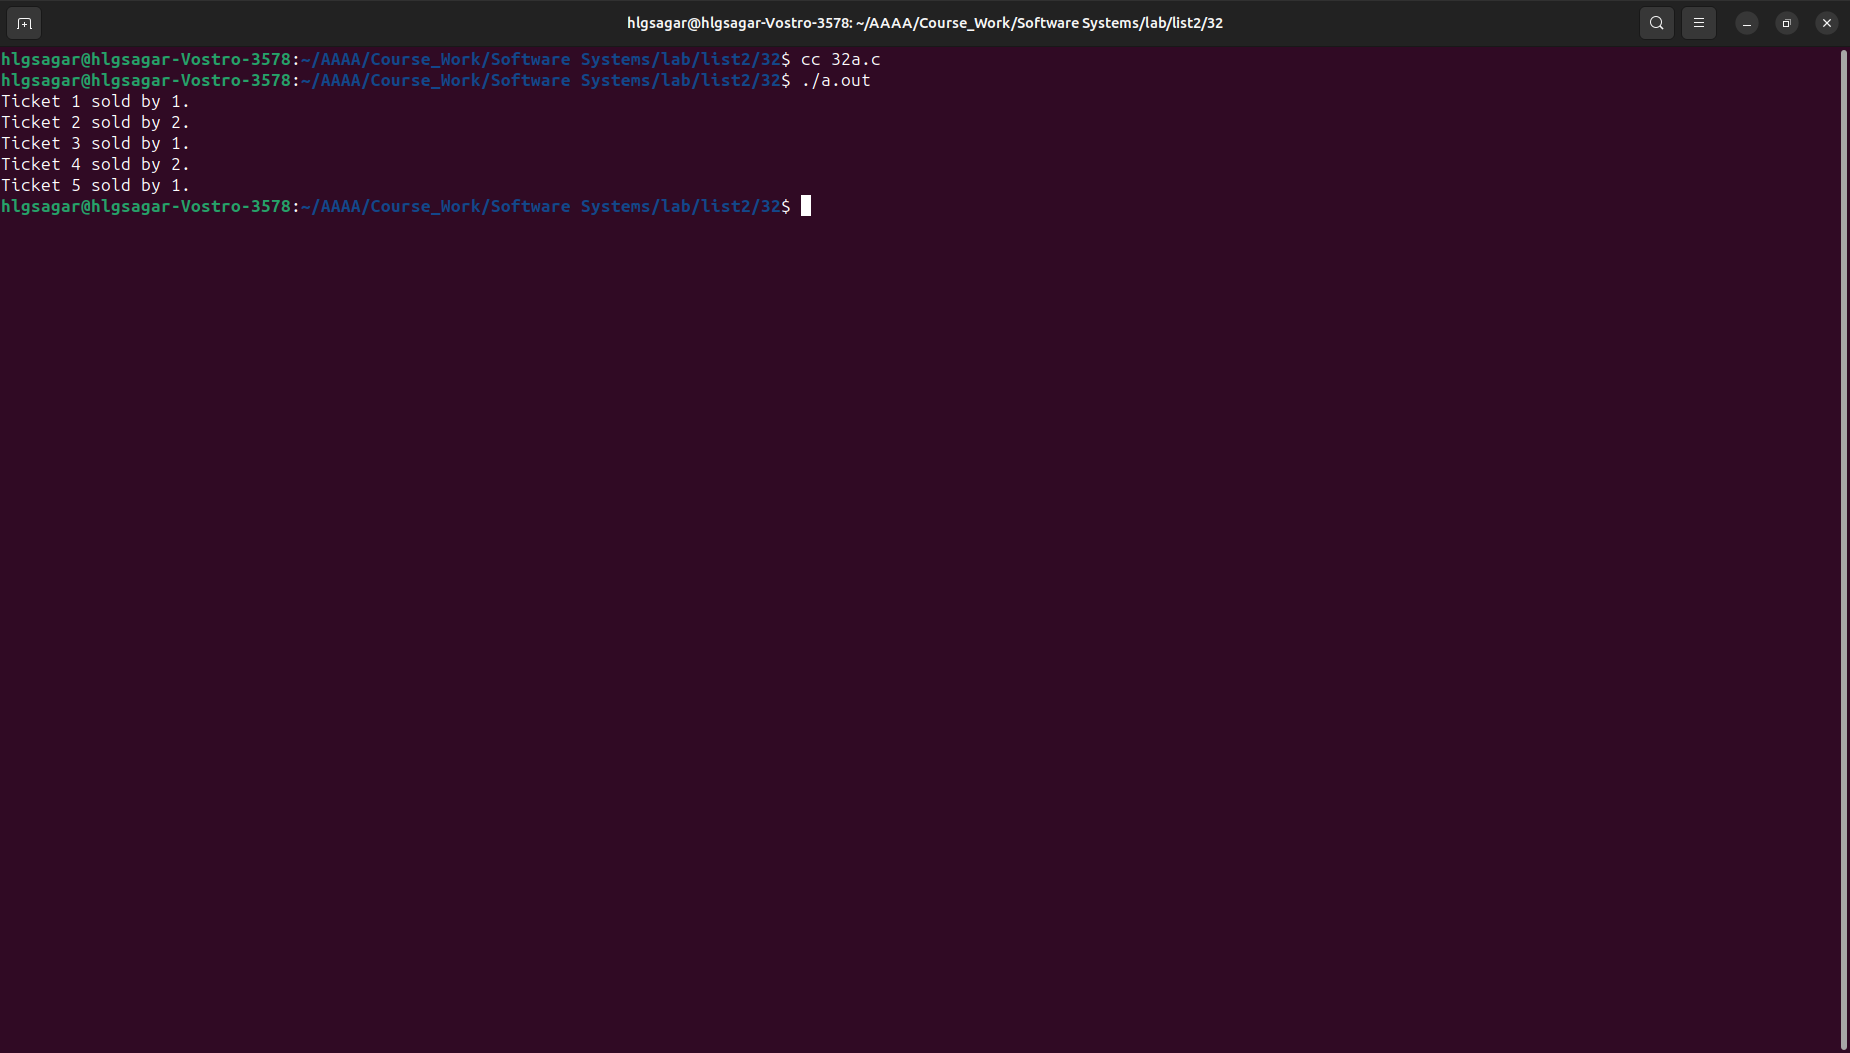 hlgsagar@hlgsagar-Vostro-3578: ~/AAAA/Course_Work/Software Systems/lab/list2/32
hlgsagar@hlgsagar-Vostro-3578:~/AAAA/Course_Work/Software Systems/lab/list2/32$ cc 32a.c
hlgsagar@hlgsagar-Vostro-3578:~/AAAA/Course_Work/Software Systems/lab/list2/32$ ./a.out
Ticket 1 sold by 1.
Ticket 2 sold by 2.
Ticket 3 sold by 1.
Ticket 4 sold by 2.
Ticket 5 sold by 1.
hlgsagar@hlgsagar-Vostro-3578:~/AAAA/Course_Work/Software Systems/lab/list2/32$